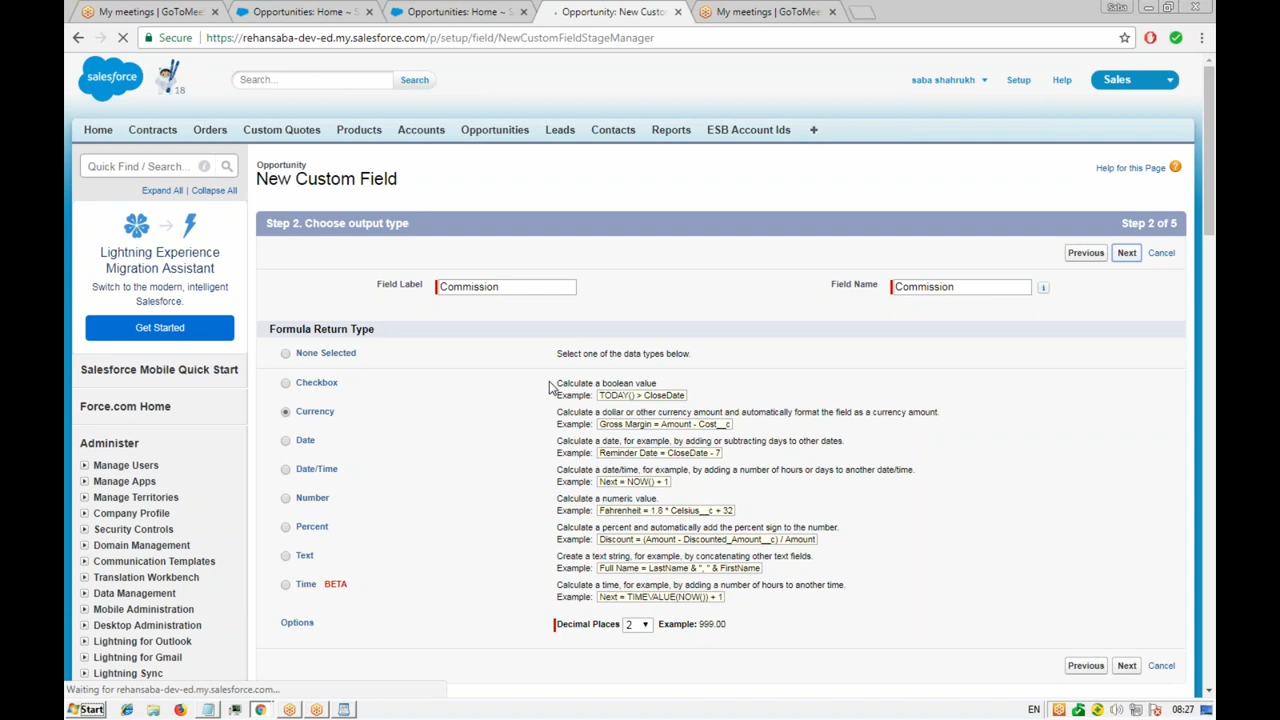 My meetings | GoToMeet
Opportunities: Home ~ S
Opportunities: Home ~ S
Opportunity: New Custo
My meetings | GoToMeet
Saba
Secure
https://rehansaba-dev-ed.my.salesforce.com/p/setup/field/NewCustomFieldStageManager
salesforce
18
Search...
Search
saba shahrukh
Setup
Help
Sales
Home
Contracts
Orders
Custom Quotes
Products
Accounts
Opportunities
Leads
Contacts
Reports
ESB Account Ids
+
Quick Find / Search...
Expand All | Collapse All
Lightning Experience
Migration Assistant
Switch to the modern, intelligent
Salesforce.
Get Started
Salesforce Mobile Quick Start
Force.com Home
Administer
Manage Users
Manage Apps
Manage Territories
Company Profile
Security Controls
Domain Management
Communication Templates
Translation Workbench
Data Management
Mobile Administration
Desktop Administration
Lightning for Outlook
Lightning for Gmail
Lightning Sync
Opportunity
New Custom Field
Help for this Page
Step 2. Choose output type
Step 2 of 5
Previous
Next
Cancel
Field Label
Commission
Field Name
Commission
Formula Return Type
None Selected
Select one of the data types below.
Checkbox
Calculate a boolean value
Example: TODAY() > CloseDate
Currency
Calculate a dollar or other currency amount and automatically format the field as a currency amount.
Example: Gross Margin = Amount - Cost__c
Date
Calculate a date, for example, by adding or subtracting days to other dates.
Example: Reminder Date = CloseDate - 7
Date/Time
Calculate a date/time, for example, by adding a number of hours or days to another date/time.
Example: Next = NOW() + 1
Number
Calculate a numeric value.
Example: Fahrenheit = 1.8 * Celsius__c + 32
Percent
Calculate a percent and automatically add the percent sign to the number.
Example: Discount = (Amount - Discounted_Amount__c) / Amount
Text
Create a text string, for example, by concatenating other text fields.
Example: Full Name = LastName & ", " & FirstName
Time BETA
Calculate a time, for example, by adding a number of hours to another time.
Example: Next = TIMEVALUE(NOW()) + 1
Options
Decimal Places 2 Example: 999.00
Previous
Next
Cancel
Waiting for rehansaba-dev-ed.my.salesforce.com...
Start
EN
08:27